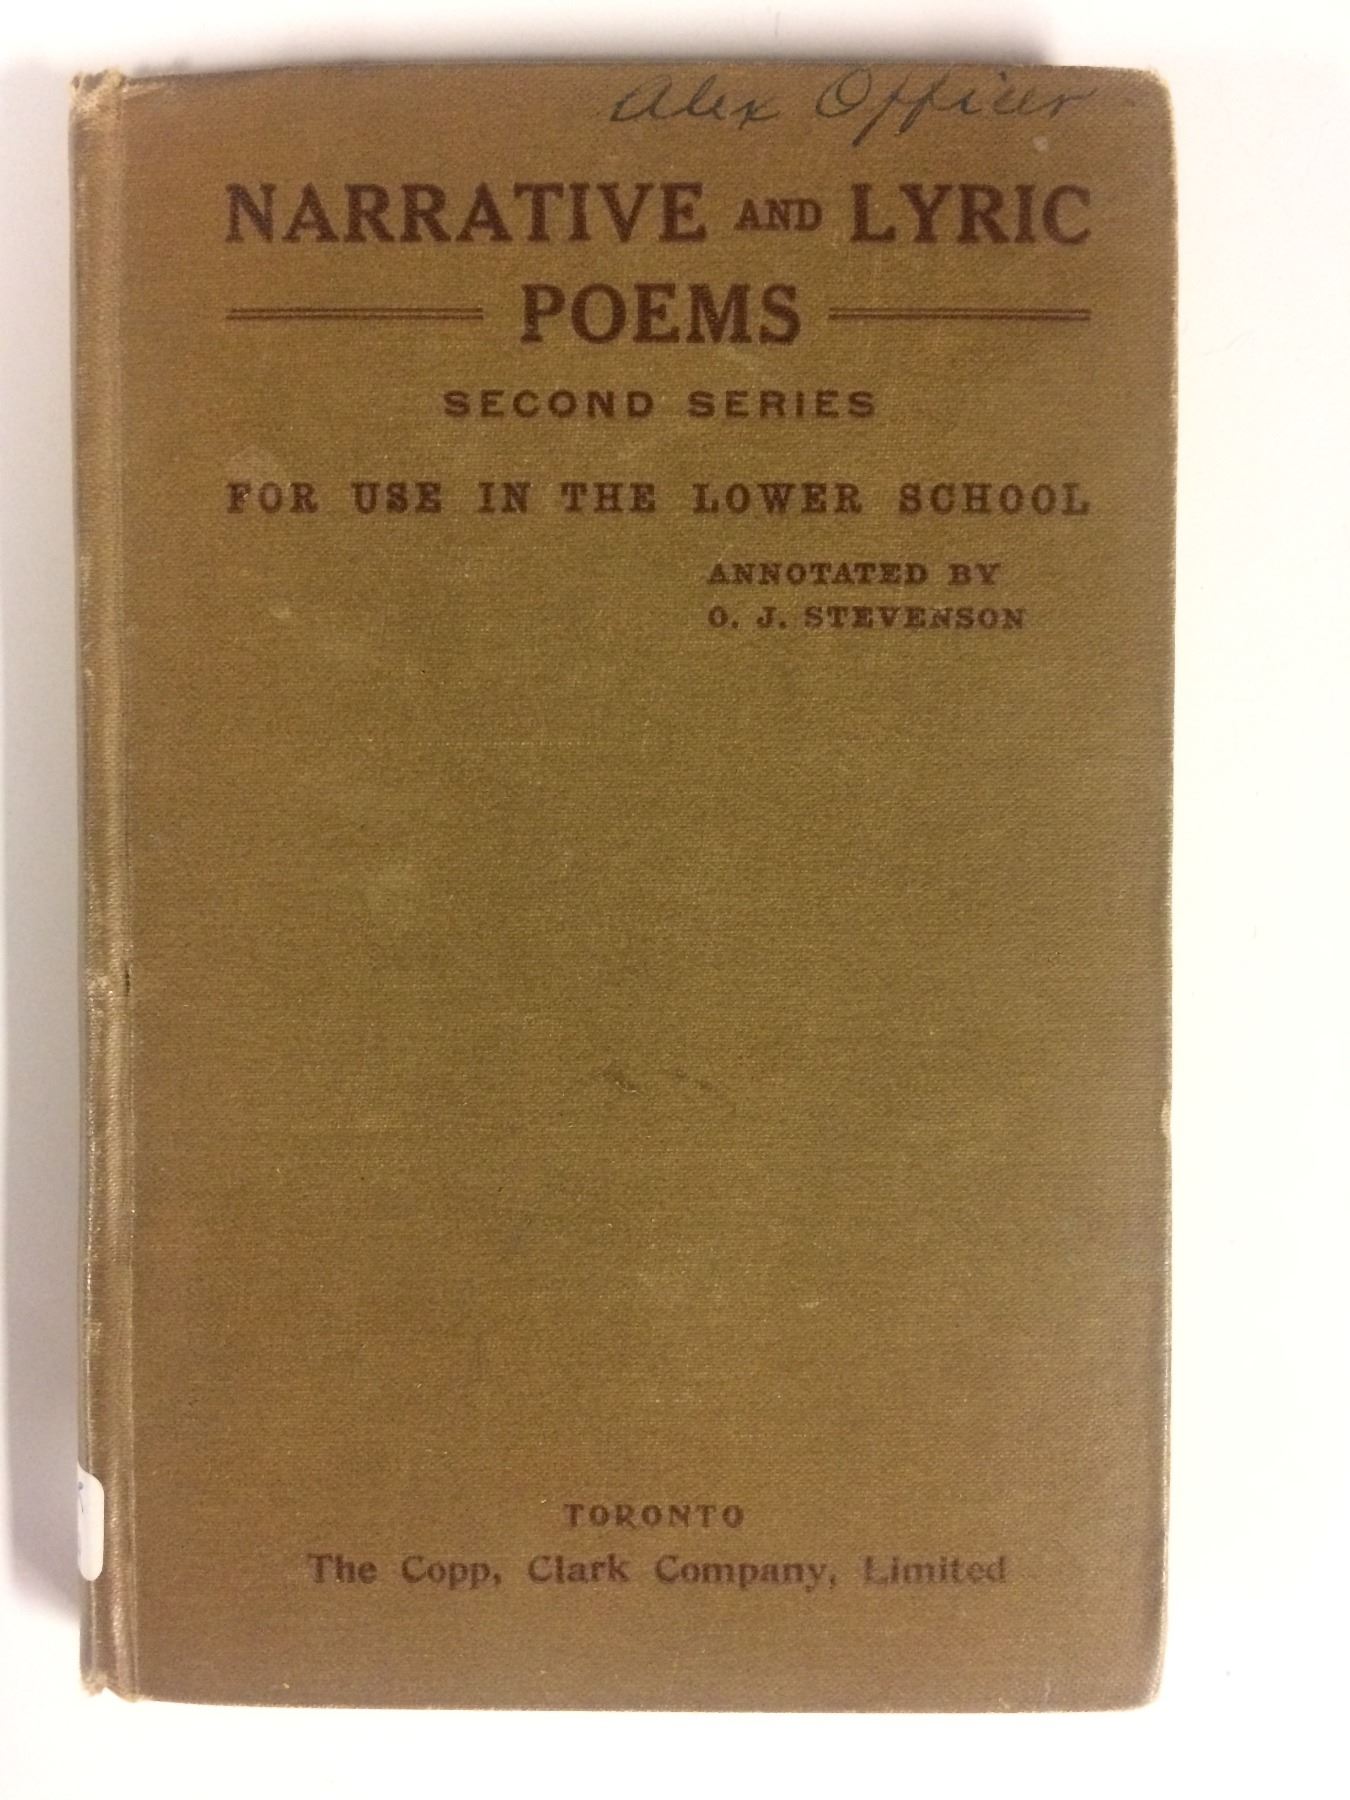 Alex Officer
NARRATIVE AND LYRIC
POEMS
SECOND SERIES
FOR USE IN THE LOWER SCHOOL
ANNOTATED BY
O. J. STEVENSON
TORONTO
The Copp, Clark Company, Limited